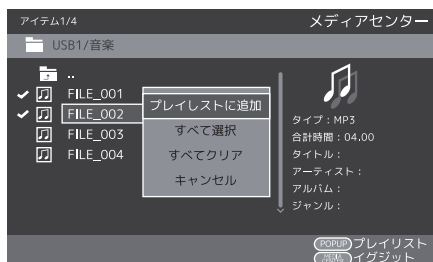 アイテム1/4
メディアセンター
USB1/音楽
..
FILE_001
FILE_002
FILE_003
FILE_004
プレイリストに追加
すべて選択
すべてクリア
キャンセル
タイプ：MP3
合計時間：04.00
タイトル：
アーティスト：
アルバム：
ジャンル：
POPUP プレイリスト
MEDIA CENTER イグジット